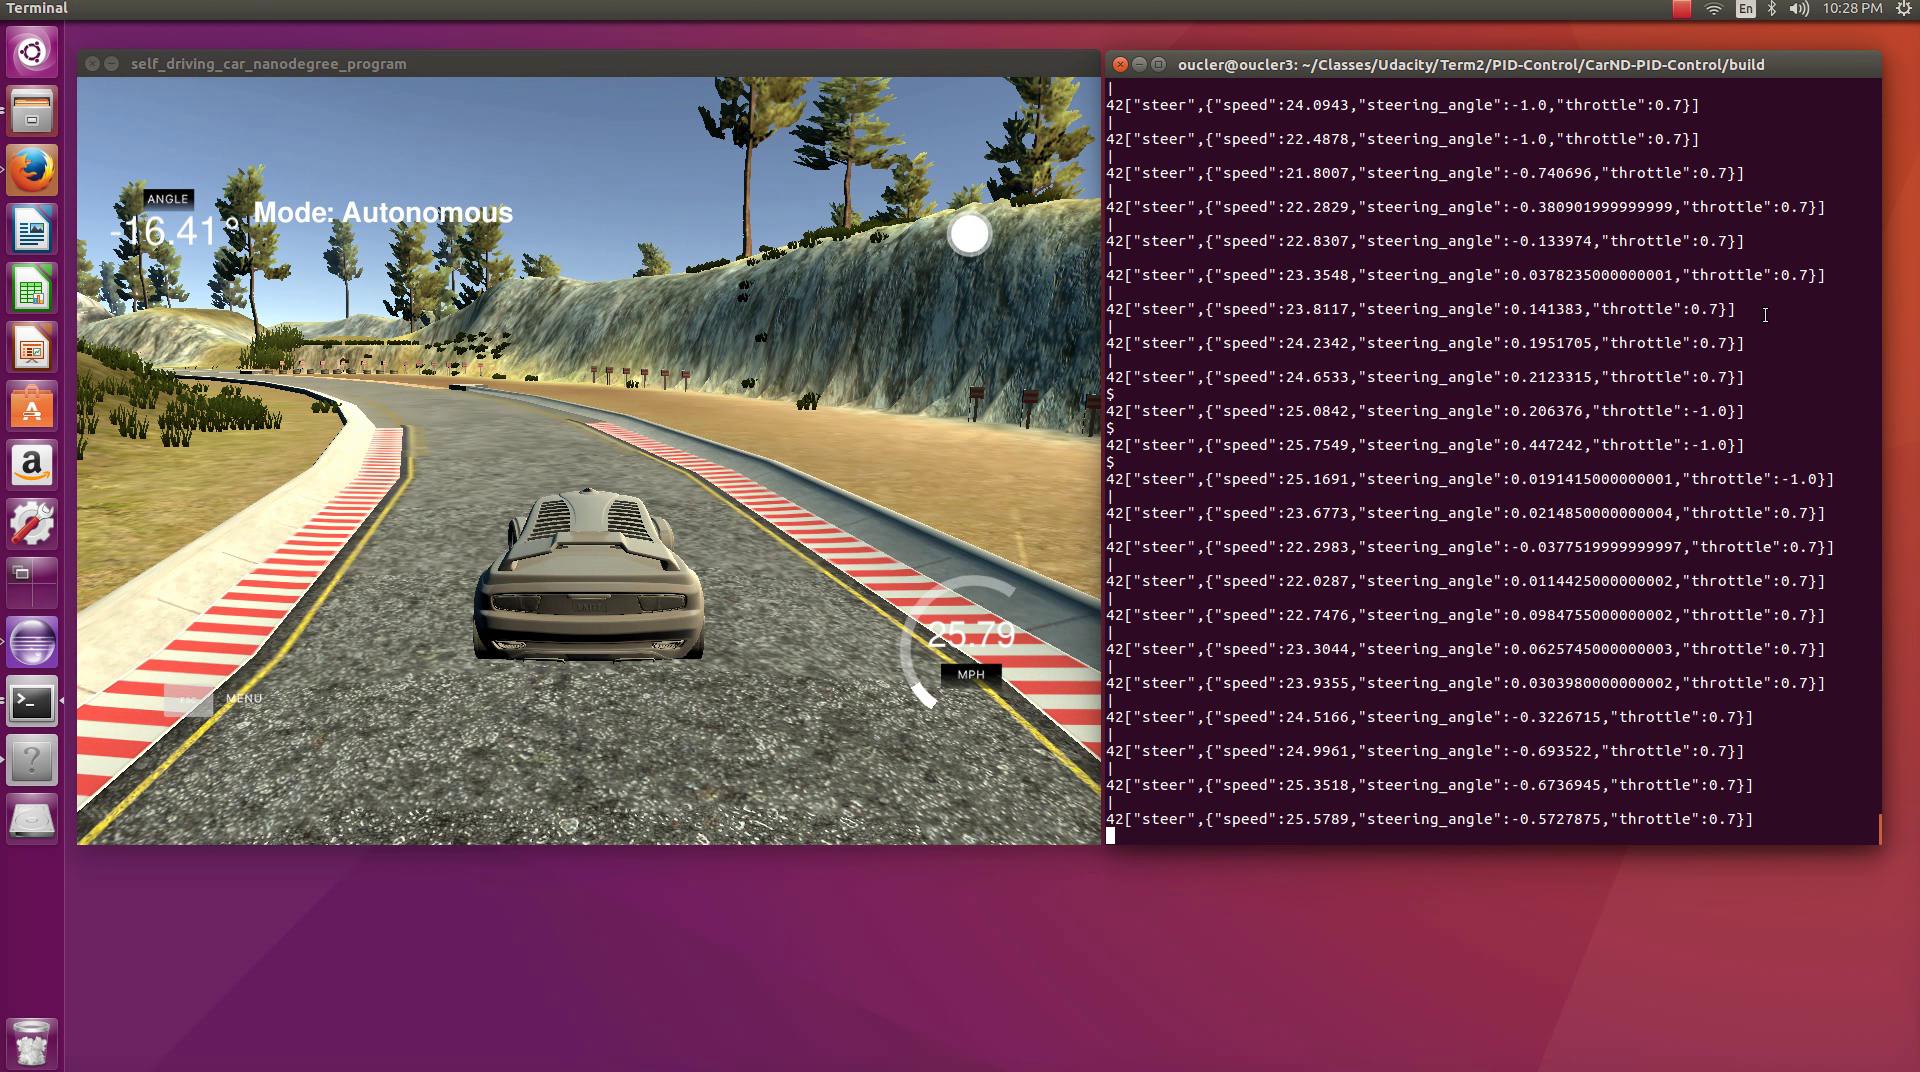 Terminal
En
10:28 PM
self_driving_car_nanodegree_program
ANGLE
-16.41°
Mode: Autonomous
25.79
MPH
ESC
MENU
oucler@oucler3: ~/Classes/Udacity/Term2/PID-Control/CarND-PID-Control/build
|
42["steer",{"speed":24.0943,"steering_angle":-1.0,"throttle":0.7}]
|
42["steer",{"speed":22.4878,"steering_angle":-1.0,"throttle":0.7}]
|
42["steer",{"speed":21.8007,"steering_angle":-0.740696,"throttle":0.7}]
|
42["steer",{"speed":22.2829,"steering_angle":-0.380901999999999,"throttle":0.7}]
|
42["steer",{"speed":22.8307,"steering_angle":-0.133974,"throttle":0.7}]
|
42["steer",{"speed":23.3548,"steering_angle":0.0378235000000001,"throttle":0.7}]
|
42["steer",{"speed":23.8117,"steering_angle":0.141383,"throttle":0.7}]
|
42["steer",{"speed":24.2342,"steering_angle":0.1951705,"throttle":0.7}]
|
42["steer",{"speed":24.6533,"steering_angle":0.2123315,"throttle":0.7}]
$
42["steer",{"speed":25.0842,"steering_angle":0.206376,"throttle":-1.0}]
$
42["steer",{"speed":25.7549,"steering_angle":0.447242,"throttle":-1.0}]
$
42["steer",{"speed":25.1691,"steering_angle":0.0191415000000001,"throttle":-1.0}]
|
42["steer",{"speed":23.6773,"steering_angle":0.0214850000000004,"throttle":0.7}]
|
42["steer",{"speed":22.2983,"steering_angle":-0.0377519999999997,"throttle":0.7}]
|
42["steer",{"speed":22.0287,"steering_angle":0.0114425000000002,"throttle":0.7}]
|
42["steer",{"speed":22.7476,"steering_angle":0.0984755000000002,"throttle":0.7}]
|
42["steer",{"speed":23.3044,"steering_angle":0.0625745000000003,"throttle":0.7}]
|
42["steer",{"speed":23.9355,"steering_angle":0.0303980000000002,"throttle":0.7}]
|
42["steer",{"speed":24.5166,"steering_angle":-0.3226715,"throttle":0.7}]
|
42["steer",{"speed":24.9961,"steering_angle":-0.693522,"throttle":0.7}]
|
42["steer",{"speed":25.3518,"steering_angle":-0.6736945,"throttle":0.7}]
|
42["steer",{"speed":25.5789,"steering_angle":-0.5727875,"throttle":0.7}]